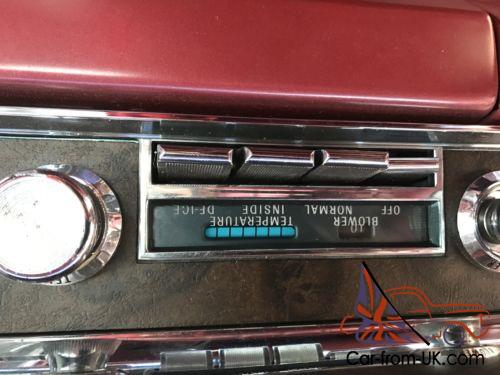 BLOWER TEMPERATURE
OFF NORMAL INSIDE DE-ICE
Car-from-UK.com